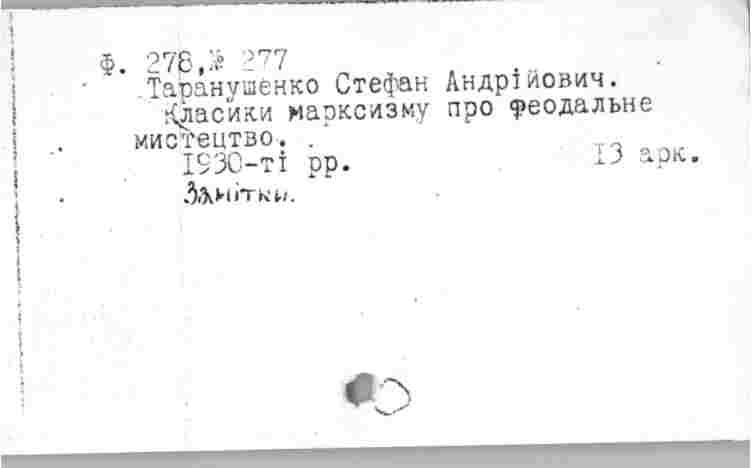 Ф. 278,№ 277
Таранушенко Стефан Андрійович.
Класики марксизму про феодальне
мистецтво.
1930-ті рр. 13 арк.
Замітки.